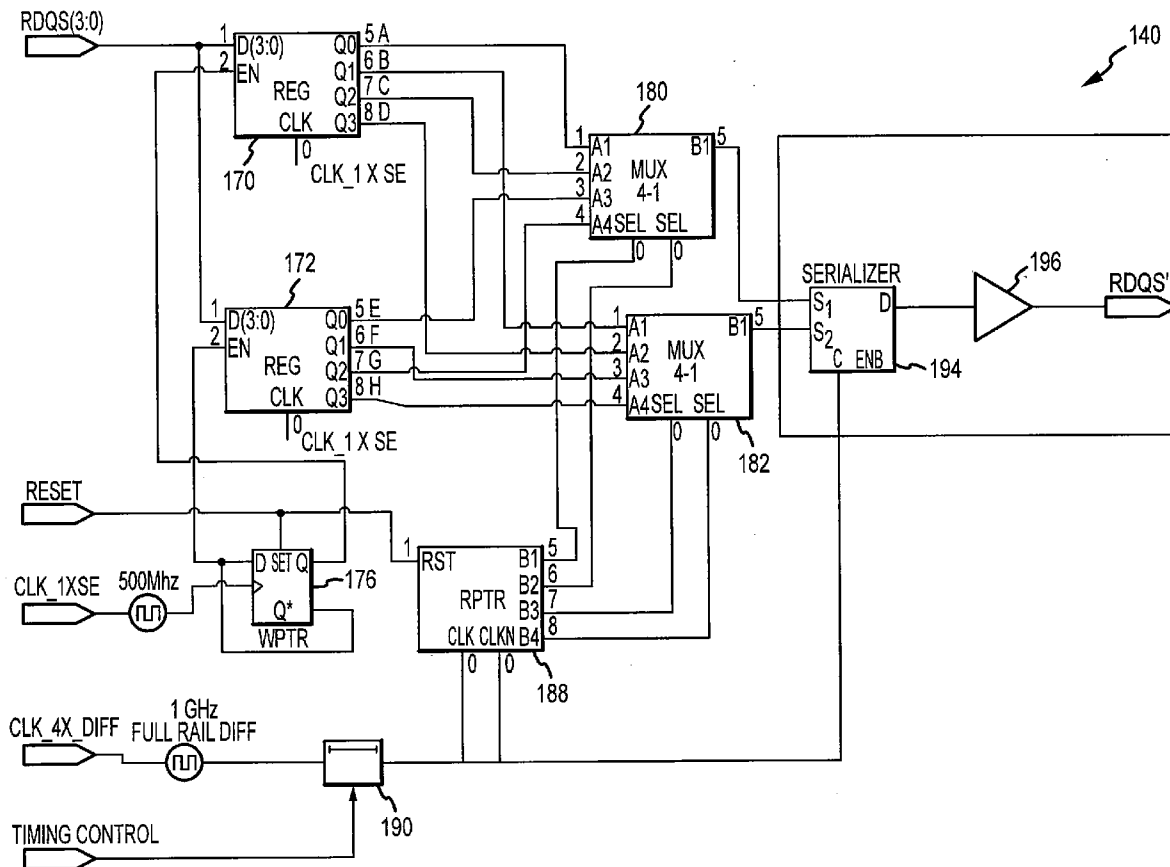 RDQS(3:0)
1 D(3:0) Q0 5 A
2 EN Q1 6 B
REG Q2 7 C
CLK Q3 8 D
0
170
CLK_1 X SE
140
180
1 A1 B1 5
2 A2 MUX
3 A3 4-1
4 A4 SEL SEL
0 0
172
1 D(3:0) Q0 5 E
2 EN Q1 6 F
REG Q2 7 G
CLK Q3 8 H
0
CLK_1 X SE
1 A1 B1 5
2 A2 MUX
3 A3 4-1
4 A4 SEL SEL
0 0
182
SERIALIZER
S1 D
S2
C ENB
194
196
RDQS'
RESET
D SET Q
Q*
176
WPTR
CLK_1XSE
500Mhz
1 RST B1 5
B2 6
RPTR B3 7
CLK CLKN B4 8
0 0
188
CLK_4X_DIFF
1 GHz
FULL RAIL DIFF
190
TIMING CONTROL